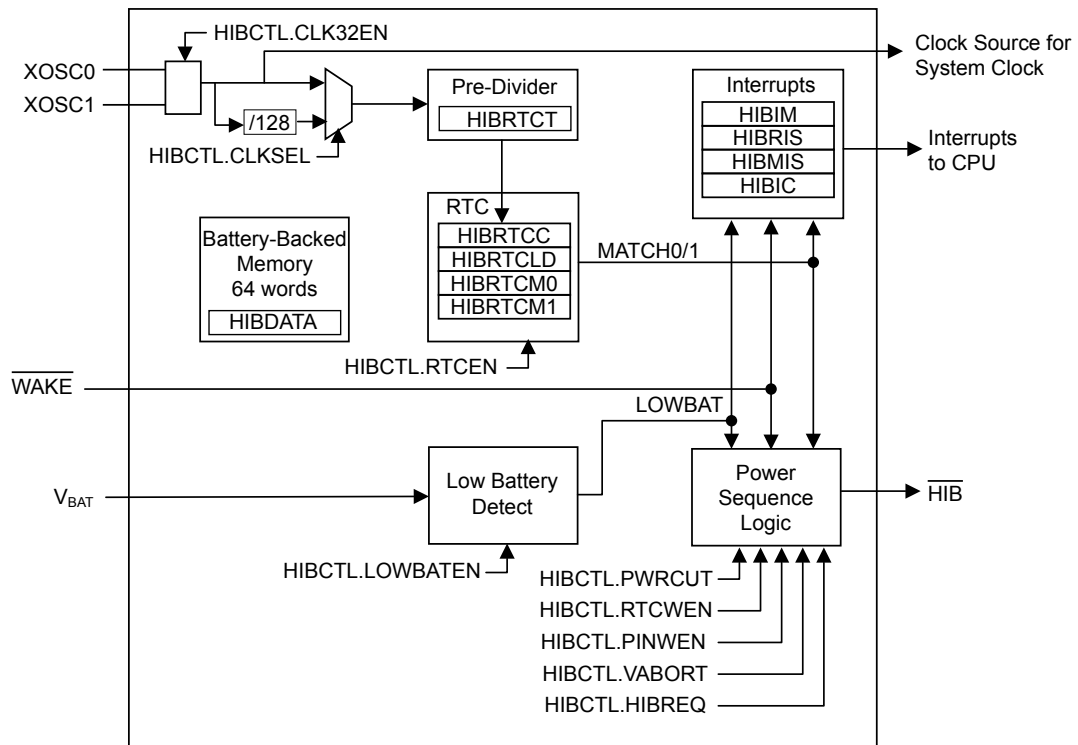 HIBCTL.CLK32EN
XOSC0
XOSC1
/128
HIBCTL.CLKSEL
Pre-Divider
HIBRTCT
Clock Source for
System Clock
Interrupts
HIBIM
HIBRIS
HIBMIS
HIBIC
Interrupts
to CPU
Battery-Backed
Memory
64 words
HIBDATA
RTC
HIBRTCC
HIBRTCLD
HIBRTCM0
HIBRTCM1
MATCH0/1
HIBCTL.RTCEN
WAKE
LOWBAT
VBAT
Low Battery
Detect
HIBCTL.LOWBATEN
Power
Sequence
Logic
HIB
HIBCTL.PWRCUT
HIBCTL.RTCWEN
HIBCTL.PINWEN
HIBCTL.VABORT
HIBCTL.HIBREQ